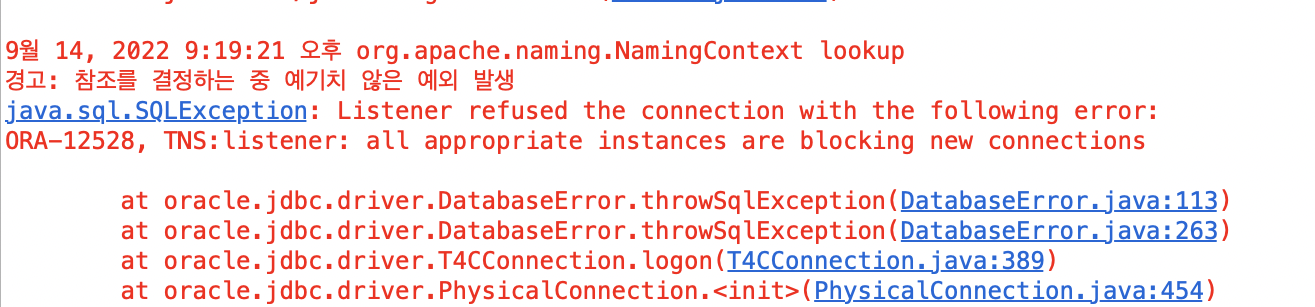 9월 14, 2022 9:19:21 오후 org.apache.naming.NamingContext lookup
경고: 참조를 결정하는 중 예기치 않은 예외 발생
java.sql.SQLException: Listener refused the connection with the following error:
ORA-12528, TNS:listener: all appropriate instances are blocking new connections
at oracle.jdbc.driver.DatabaseError.throwSqlException(DatabaseError.java:113)
at oracle.jdbc.driver.DatabaseError.throwSqlException(DatabaseError.java:263)
at oracle.jdbc.driver.T4CConnection.logon(T4CConnection.java:389)
at oracle.jdbc.driver.PhysicalConnection.<init>(PhysicalConnection.java:454)